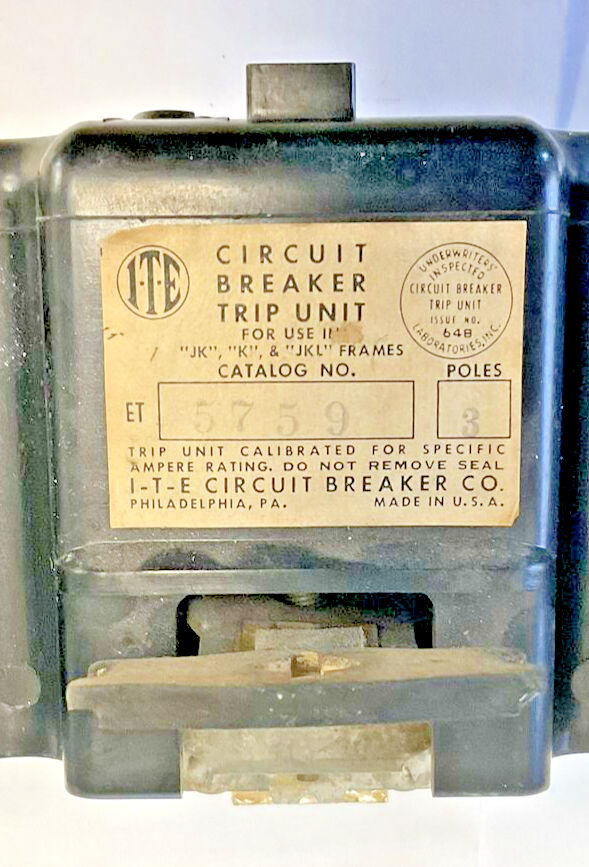 I-T-E
CIRCUIT
BREAKER
TRIP UNIT
FOR USE IN
"JK", "K", & "JKL" FRAMES
UNDERWRITERS'
INSPECTED
CIRCUIT BREAKER
TRIP UNIT
ISSUE NO.
64B
LABORATORIES, INC.
CATALOG NO.
POLES
ET 5759
3
TRIP UNIT CALIBRATED FOR SPECIFIC
AMPERE RATING. DO NOT REMOVE SEAL
I-T-E CIRCUIT BREAKER CO.
PHILADELPHIA, PA. MADE IN U.S.A.